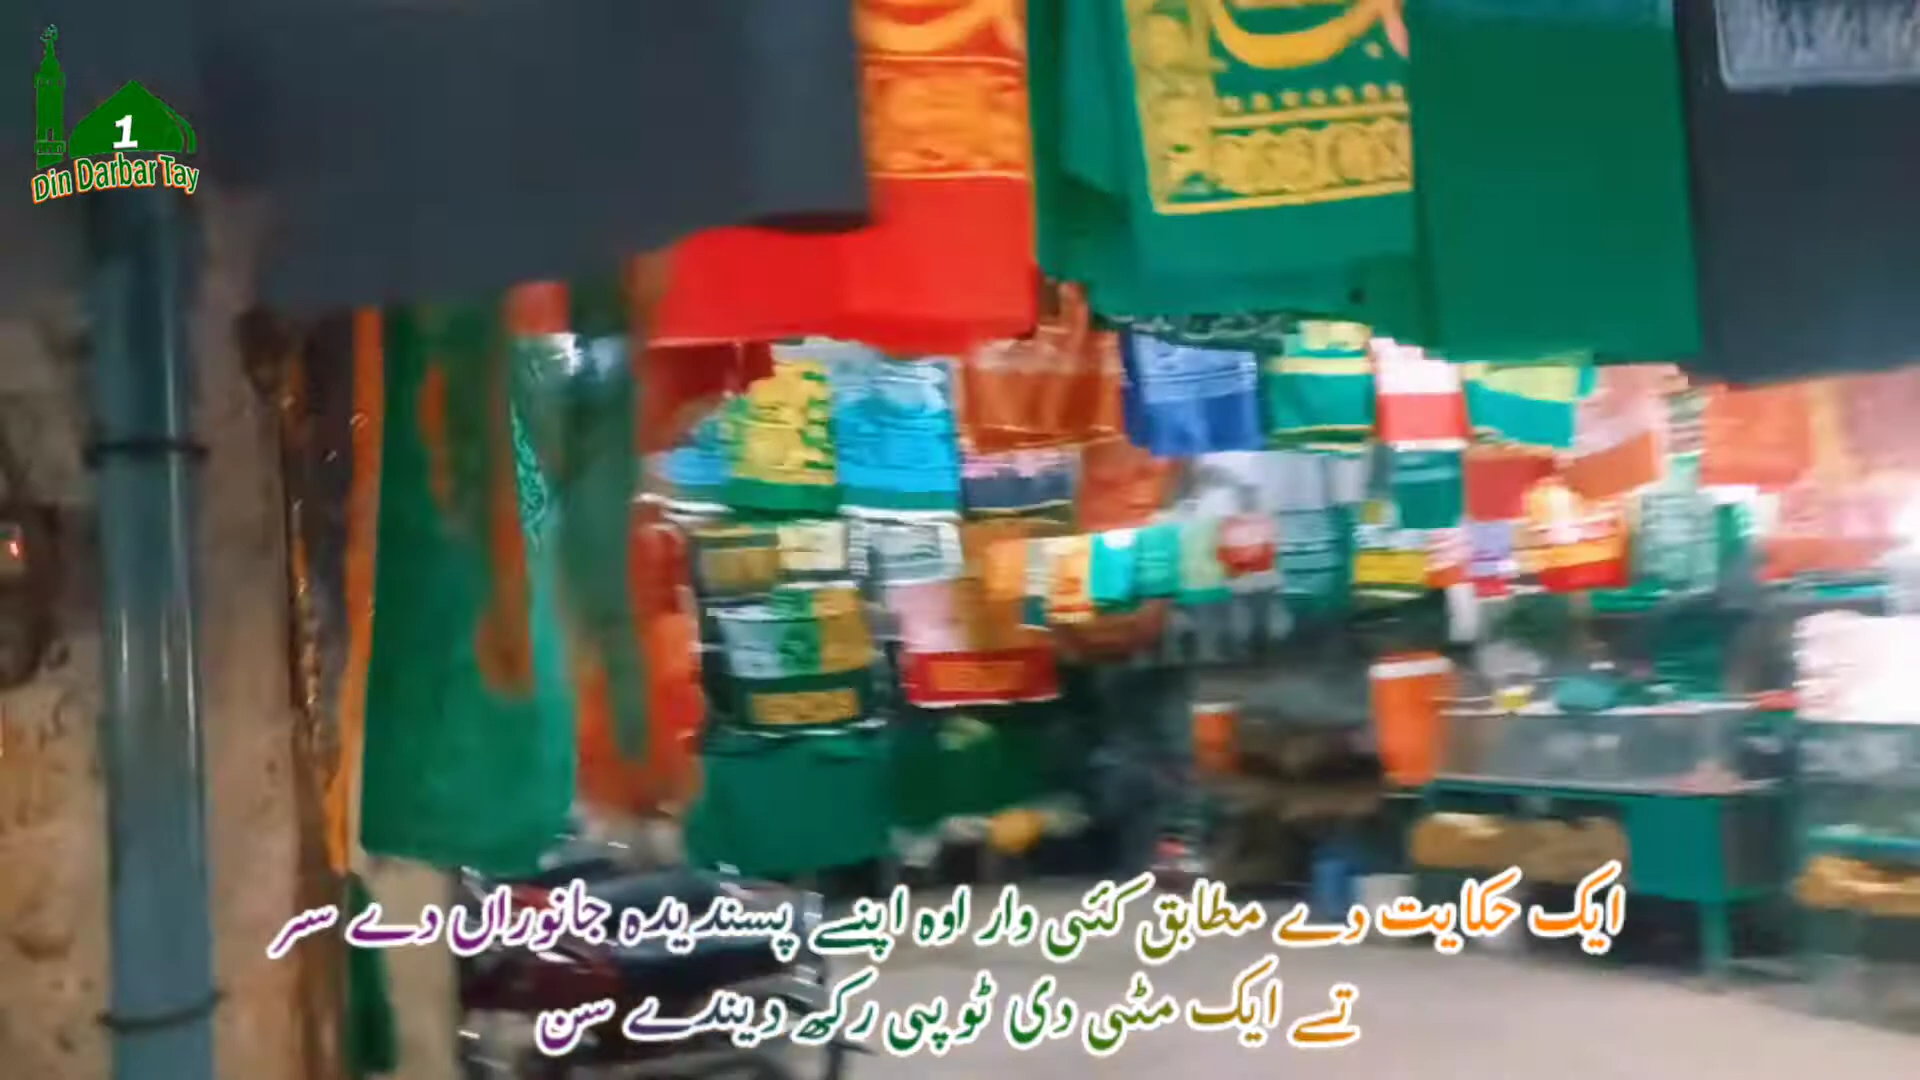 1
Din Darbar Tay
ایک حکایت دے مطابق کئی وار اوہ اپنے پسندیدہ جانوراں دے سر
تے ایک مٹی دی ٹوپی رکھ دیندے سن